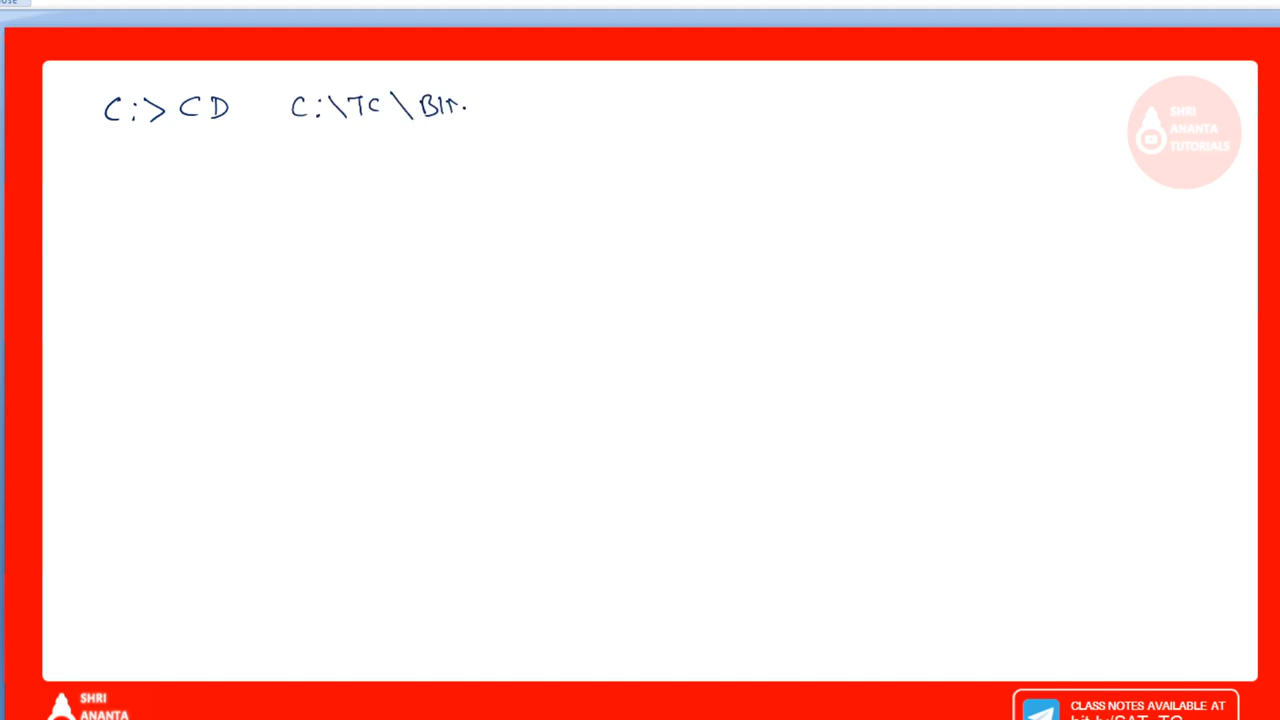 C:> CD C:\TC\BIN
SHRI
ANANTA
TUTORIALS
SHRI
ANANTA
CLASS NOTES AVAILABLE AT